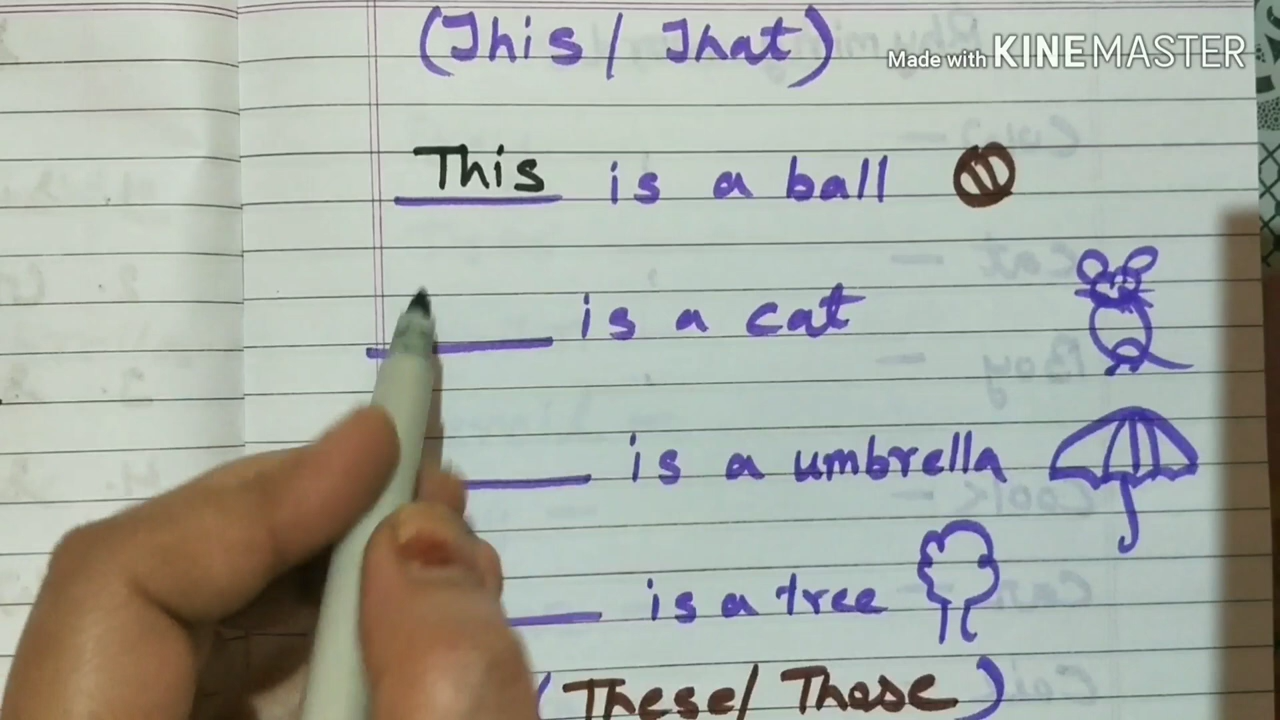 (This / That)
Made with KINEMASTER
This is a ball
is a cat
is a umbrella
is a tree
(These/ Those)